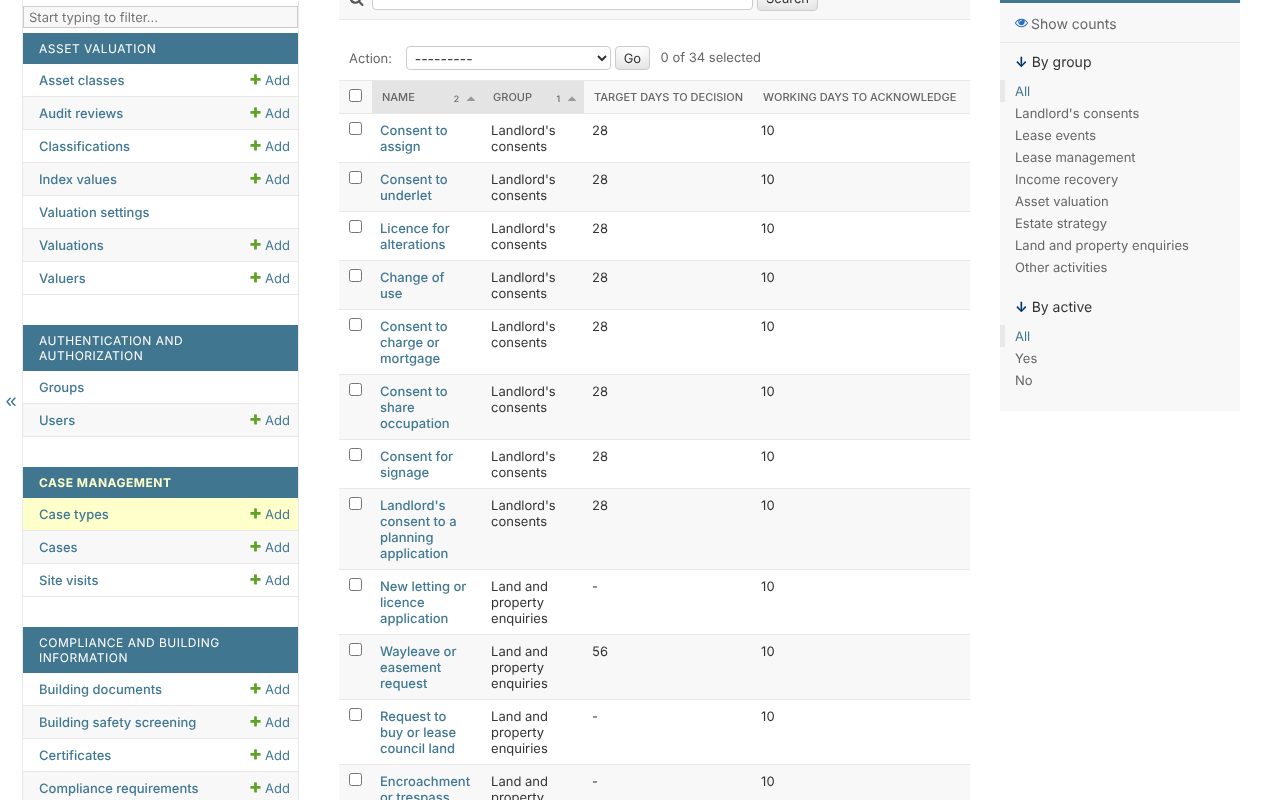 Start typing to filter...
ASSET VALUATION
Asset classes Add
Audit reviews Add
Classifications Add
Index values Add
Valuation settings
Valuations Add
Valuers Add
AUTHENTICATION AND
AUTHORIZATION
Groups
Users Add
CASE MANAGEMENT
Case types Add
Cases Add
Site visits Add
COMPLIANCE AND BUILDING
INFORMATION
Building documents Add
Building safety screening Add
Certificates Add
Compliance requirements Add
«
Search
Action: --------- Go 0 of 34 selected
NAME 2 GROUP 1 TARGET DAYS TO DECISION WORKING DAYS TO ACKNOWLEDGE
Consent to Landlord's 28 10
assign consents
Consent to Landlord's 28 10
underlet consents
Licence for Landlord's 28 10
alterations consents
Change of Landlord's 28 10
use consents
Consent to Landlord's 28 10
charge or consents
mortgage
Consent to Landlord's 28 10
share consents
occupation
Consent for Landlord's 28 10
signage consents
Landlord's Landlord's 28 10
consent to a consents
planning
application
New letting or Land and - 10
licence property
application enquiries
Wayleave or Land and 56 10
easement property
request enquiries
Request to Land and - 10
buy or lease property
council land enquiries
Encroachment Land and - 10
or trespass property
Show counts
By group
All
Landlord's consents
Lease events
Lease management
Income recovery
Asset valuation
Estate strategy
Land and property enquiries
Other activities
By active
All
Yes
No